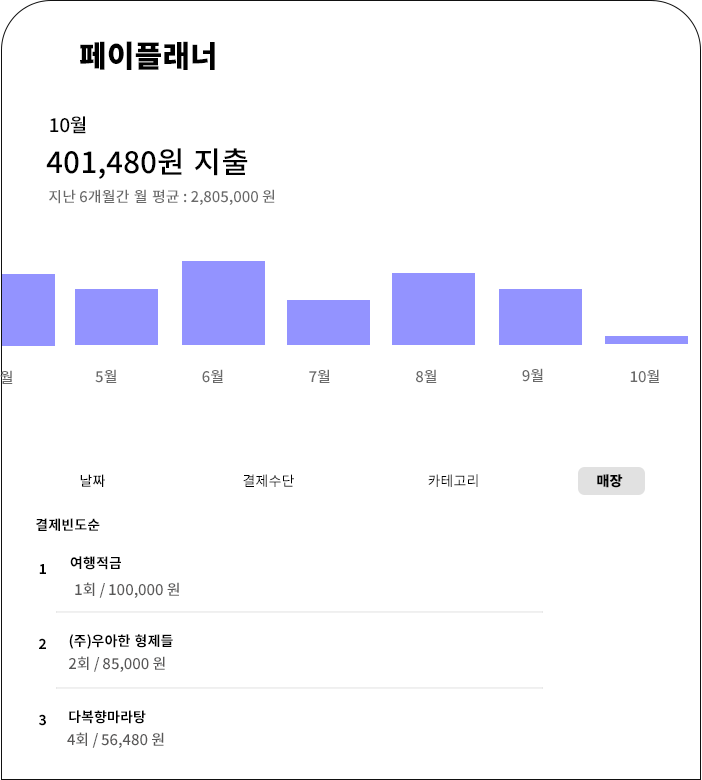 페이플래너
10월
401,480원 지출
지난 6개월간 월 평균 : 2,805,000 원
월 5월 6월 7월 8월 9월 10월
날짜 결제수단 카테고리 매장
결제빈도순
1 여행적금
1회 / 100,000 원
2 (주)우아한 형제들
2회 / 85,000 원
3 다복향마라탕
4회 / 56,480 원